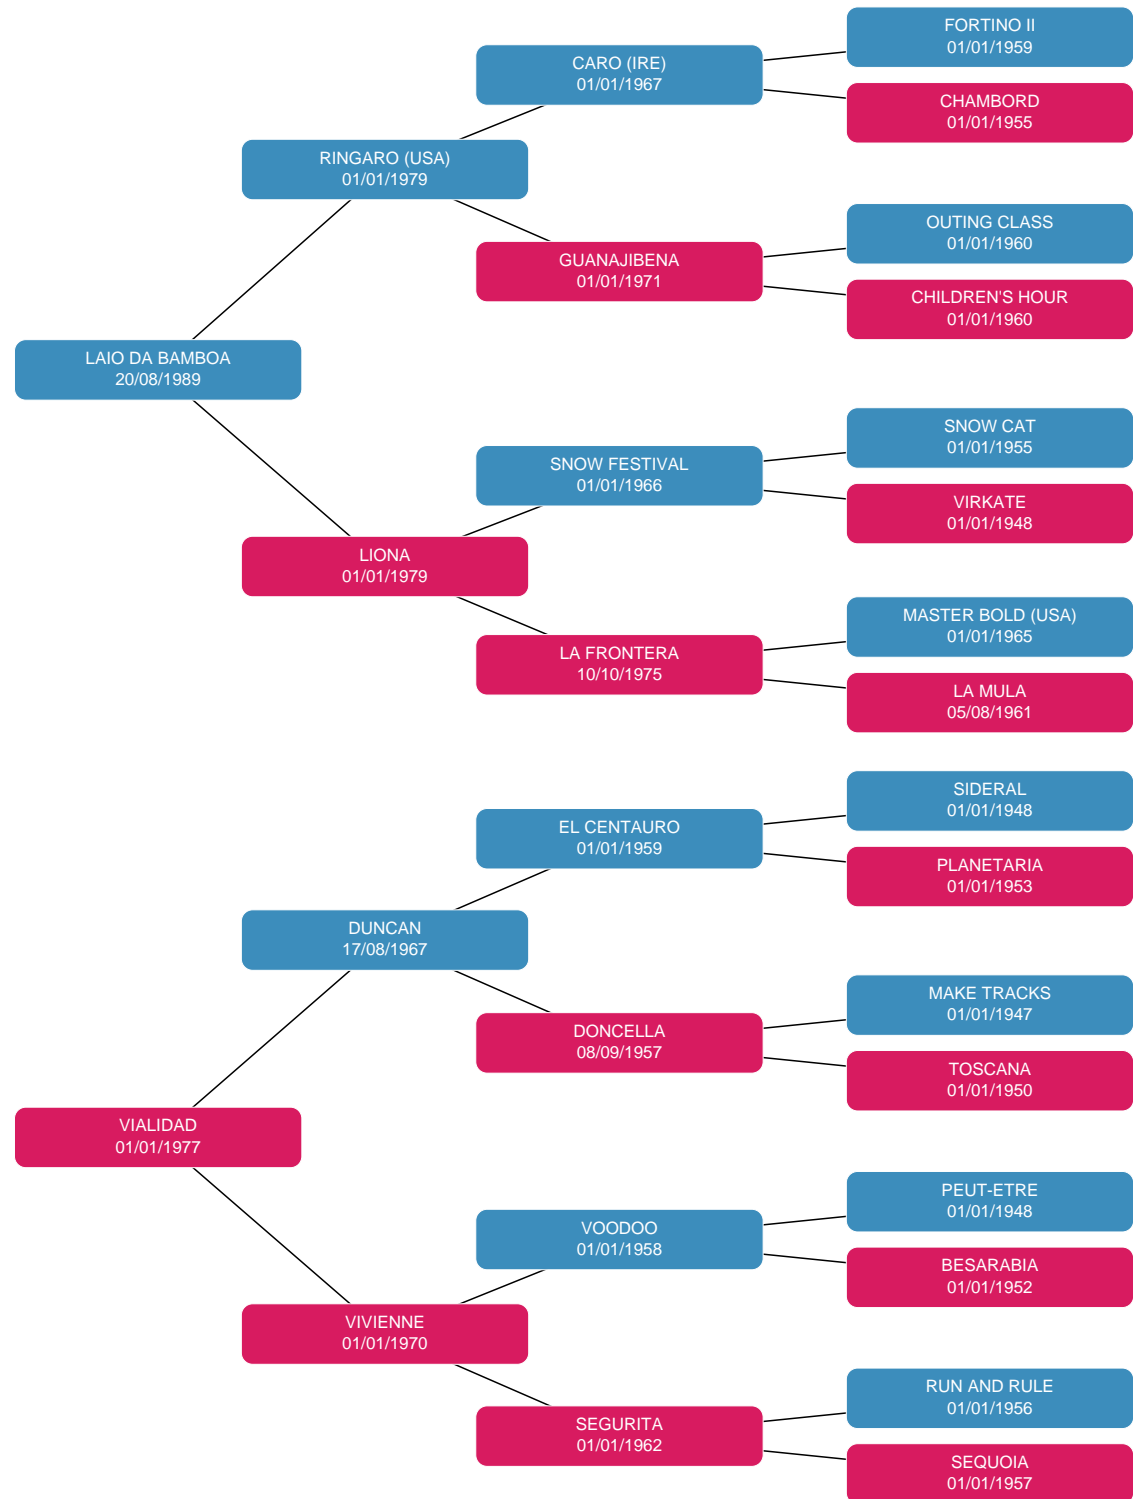 FORTINO II
01/01/1959
CARO (IRE)
01/01/1967
CHAMBORD
01/01/1955
RINGARO (USA)
01/01/1979
OUTING CLASS
01/01/1960
GUANAJIBENA
01/01/1971
CHILDREN'S HOUR
01/01/1960
LAIO DA BAMBOA
20/08/1989
SNOW CAT
01/01/1955
SNOW FESTIVAL
01/01/1966
VIRKATE
01/01/1948
LIONA
01/01/1979
MASTER BOLD (USA)
01/01/1965
LA FRONTERA
10/10/1975
LA MULA
05/08/1961
SIDERAL
01/01/1948
EL CENTAURO
01/01/1959
PLANETARIA
01/01/1953
DUNCAN
17/08/1967
MAKE TRACKS
01/01/1947
DONCELLA
08/09/1957
TOSCANA
01/01/1950
VIALIDAD
01/01/1977
PEUT-ETRE
01/01/1948
VOODOO
01/01/1958
BESARABIA
01/01/1952
VIVIENNE
01/01/1970
RUN AND RULE
01/01/1956
SEGURITA
01/01/1962
SEQUOIA
01/01/1957